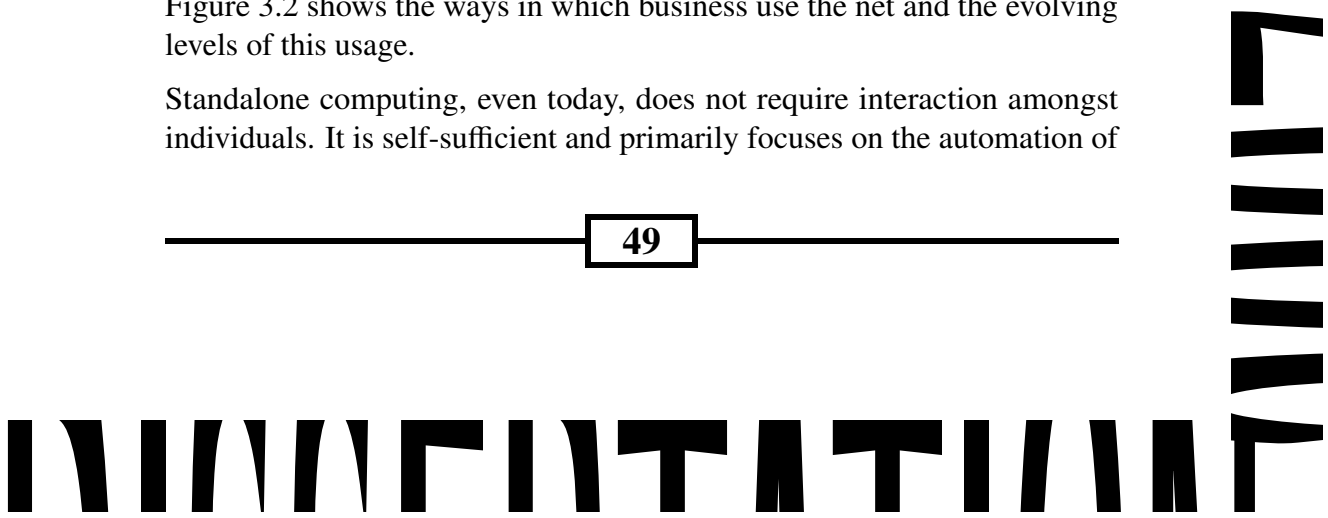 Figure 3.2 shows the ways in which business use the net and the evolving
levels of this usage.
Standalone computing, even today, does not require interaction amongst
individuals. It is self-sufficient and primarily focuses on the automation of
49